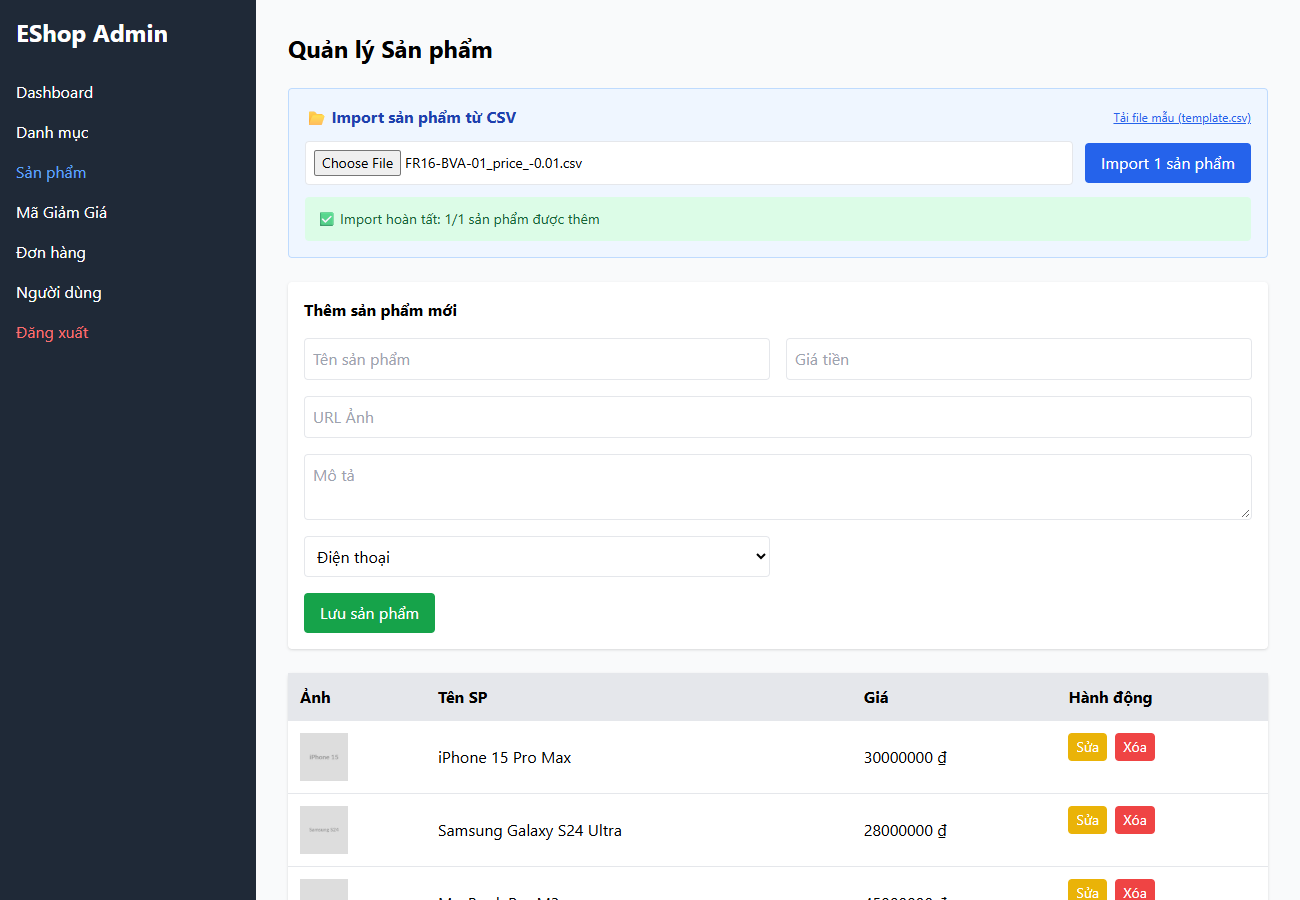 EShop Admin
Dashboard
Danh mục
Sản phẩm
Mã Giảm Giá
Đơn hàng
Người dùng
Đăng xuất
Quản lý Sản phẩm
Import sản phẩm từ CSV
Tải file mẫu (template.csv)
Choose File FR16-BVA-01_price_-0.01.csv
Import 1 sản phẩm
Import hoàn tất: 1/1 sản phẩm được thêm
Thêm sản phẩm mới
Tên sản phẩm
Giá tiền
URL Ảnh
Mô tả
Điện thoại
Lưu sản phẩm
Ảnh Tên SP Giá Hành động
iPhone 15 iPhone 15 Pro Max 30000000 ₫ Sửa Xóa
Samsung S24 Samsung Galaxy S24 Ultra 28000000 ₫ Sửa Xóa
Sửa Xóa